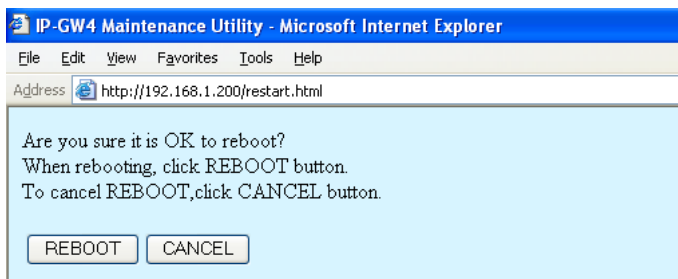 IP-GW4 Maintenance Utility - Microsoft Internet Explorer
File Edit View Favorites Tools Help
Address http://192.168.1.200/restart.html
Are you sure it is OK to reboot?
When rebooting, click REBOOT button.
To cancel REBOOT,click CANCEL button.
REBOOT CANCEL